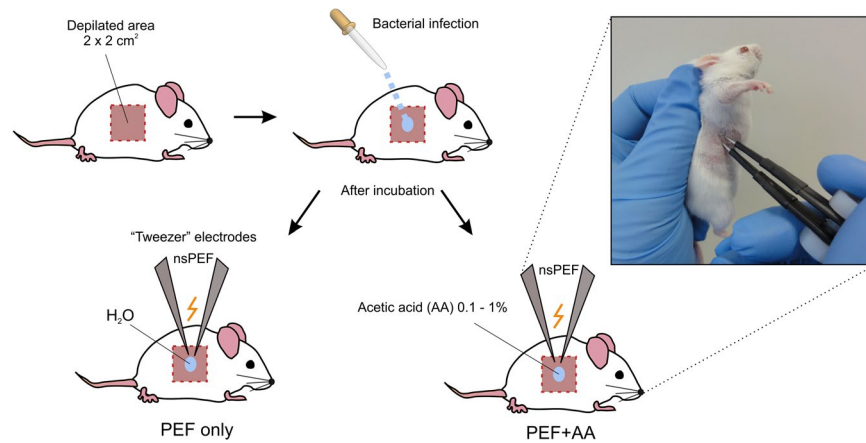 Depilated area
2 x 2 cm²
Bacterial infection
After incubation
"Tweezer" electrodes
nsPEF
H₂O
PEF only
nsPEF
Acetic acid (AA) 0.1 - 1%
PEF+AA